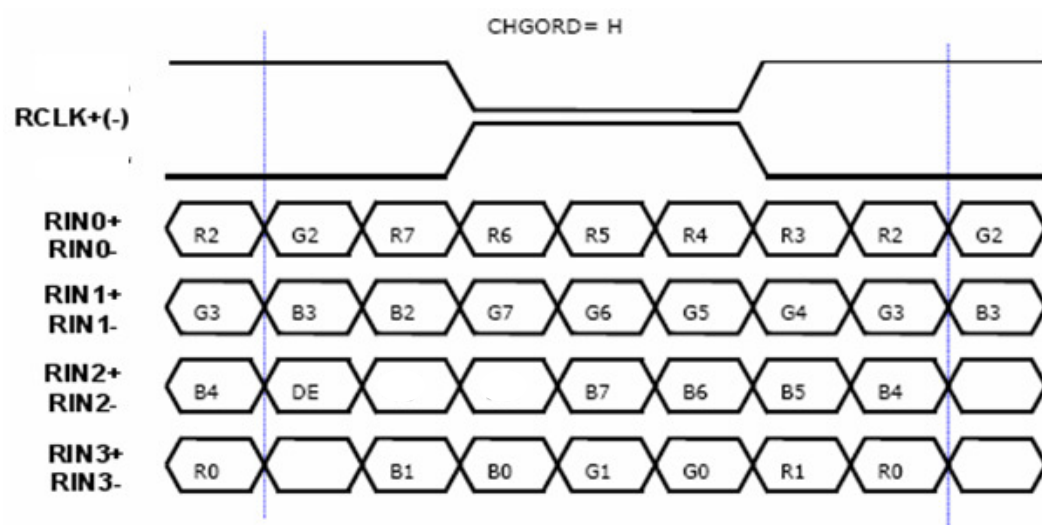 CHGORD= H
RCLK+(-)
RIN0+
RIN0-
R2 G2 R7 R6 R5 R4 R3 R2 G2
RIN1+
RIN1-
G3 B3 B2 G7 G6 G5 G4 G3 B3
RIN2+
RIN2-
B4 DE B7 B6 B5 B4
RIN3+
RIN3-
R0 B1 B0 G1 G0 R1 R0